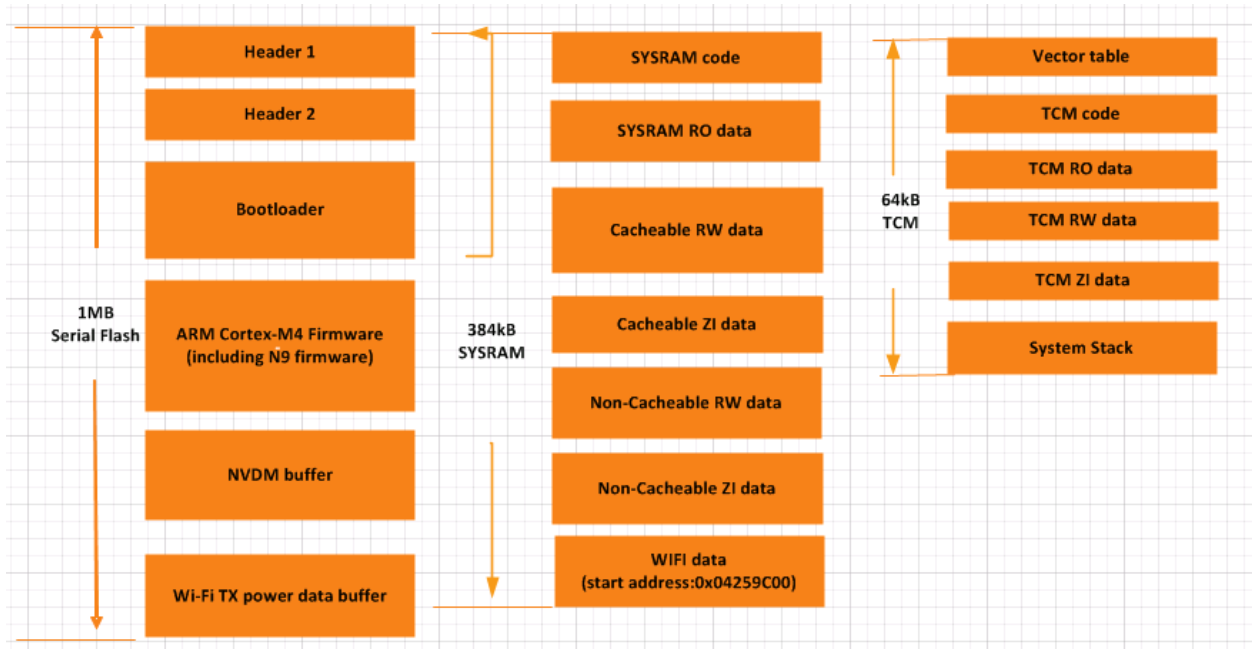 Header 1
Header 2
Bootloader
1MB
Serial Flash
ARM Cortex-M4 Firmware
(including N9 firmware)
NVDM buffer
Wi-Fi TX power data buffer
SYSRAM code
SYSRAM RO data
Cacheable RW data
384kB
SYSRAM
Cacheable ZI data
Non-Cacheable RW data
Non-Cacheable ZI data
WIFI data
(start address:0x04259C00)
Vector table
TCM code
TCM RO data
64kB
TCM
TCM RW data
TCM ZI data
System Stack